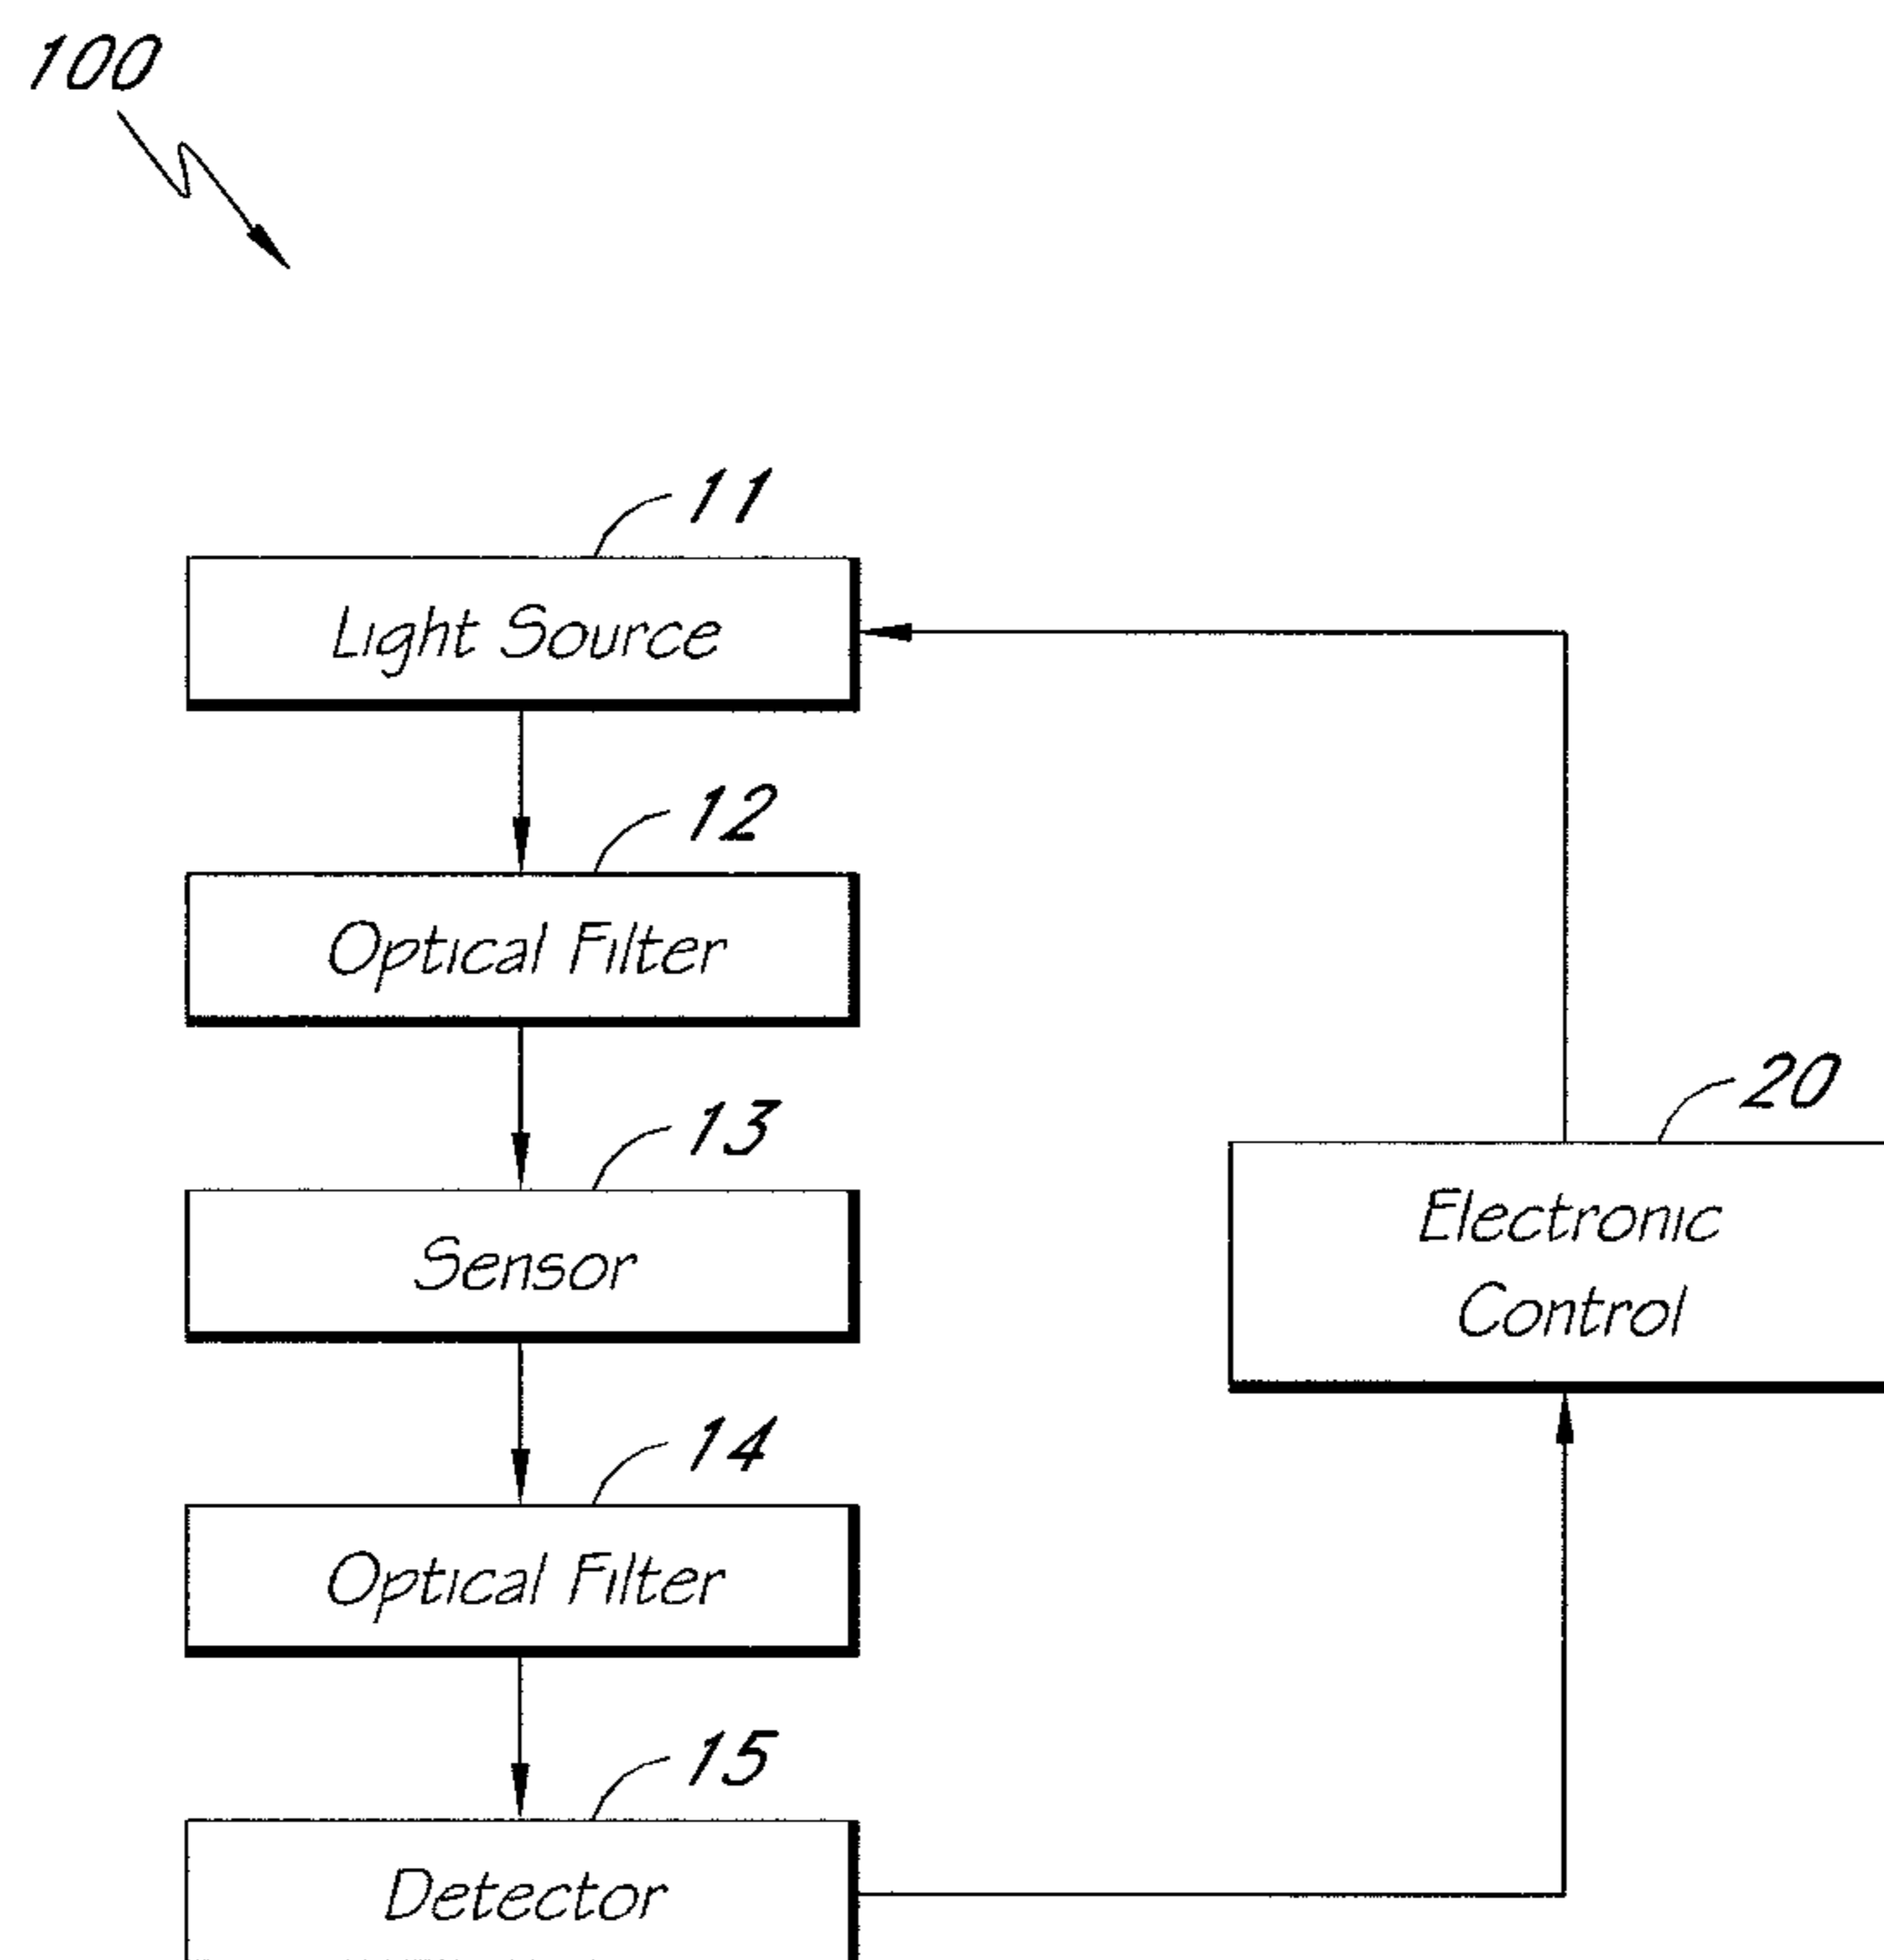 100
11
Light Source
12
Optical Filter
13
Sensor
20
Electronic
Control
14
Optical Filter
15
Detector